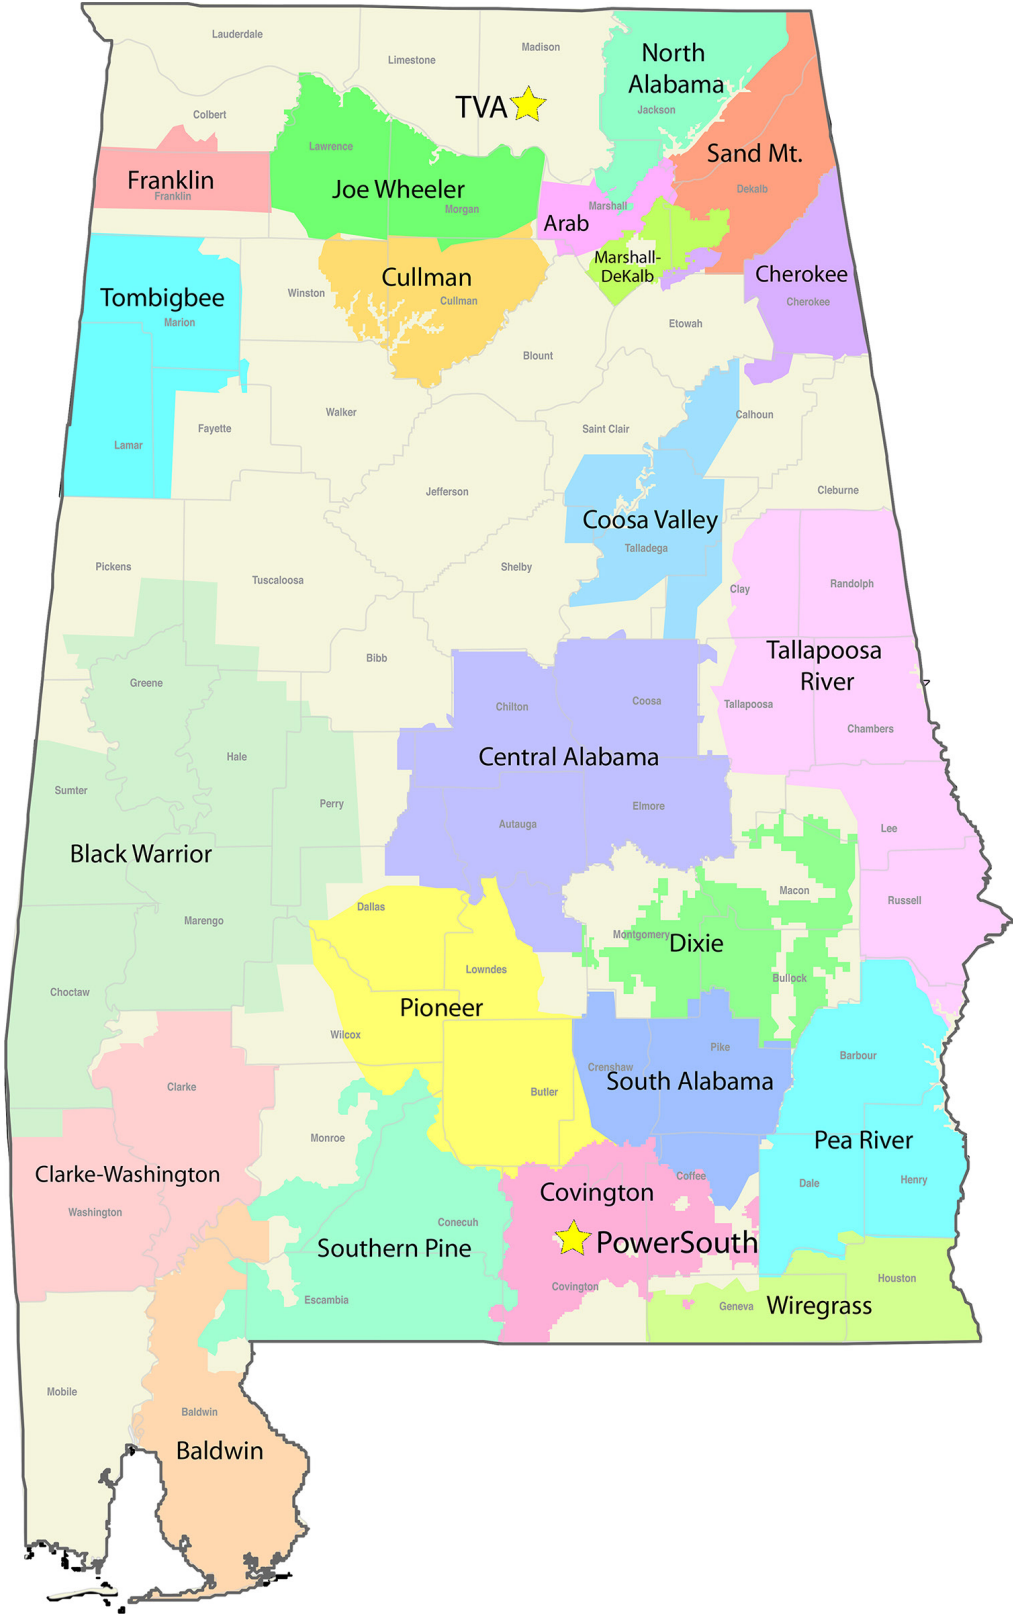 Lauderdale
Limestone
Madison
North
Alabama
Jackson
TVA
Colbert
Lawrence
Sand Mt.
Dekalb
Franklin
Franklin
Joe Wheeler
Morgan
Marshall
Arab
Marshall-
DeKalb
Cherokee
Cherokee
Tombigbee
Marion
Winston
Cullman
Cullman
Etowah
Blount
Walker
Fayette
Lamar
Saint Clair
Calhoun
Jefferson
Cleburne
Coosa Valley
Talladega
Pickens
Tuscaloosa
Shelby
Clay
Randolph
Bibb
Tallapoosa
River
Greene
Chilton
Coosa
Tallapoosa
Chambers
Hale
Central Alabama
Sumter
Perry
Autauga
Elmore
Lee
Black Warrior
Macon
Russell
Dallas
Marengo
Montgomery
Dixie
Lowndes
Bullock
Choctaw
Pioneer
Wilcox
Pike
Barbour
Crenshaw
South Alabama
Clarke
Butler
Monroe
Pea River
Clarke-Washington
Coffee
Dale
Henry
Covington
Washington
Conecuh
Southern Pine
PowerSouth
Covington
Houston
Escambia
Geneva
Wiregrass
Mobile
Baldwin
Baldwin